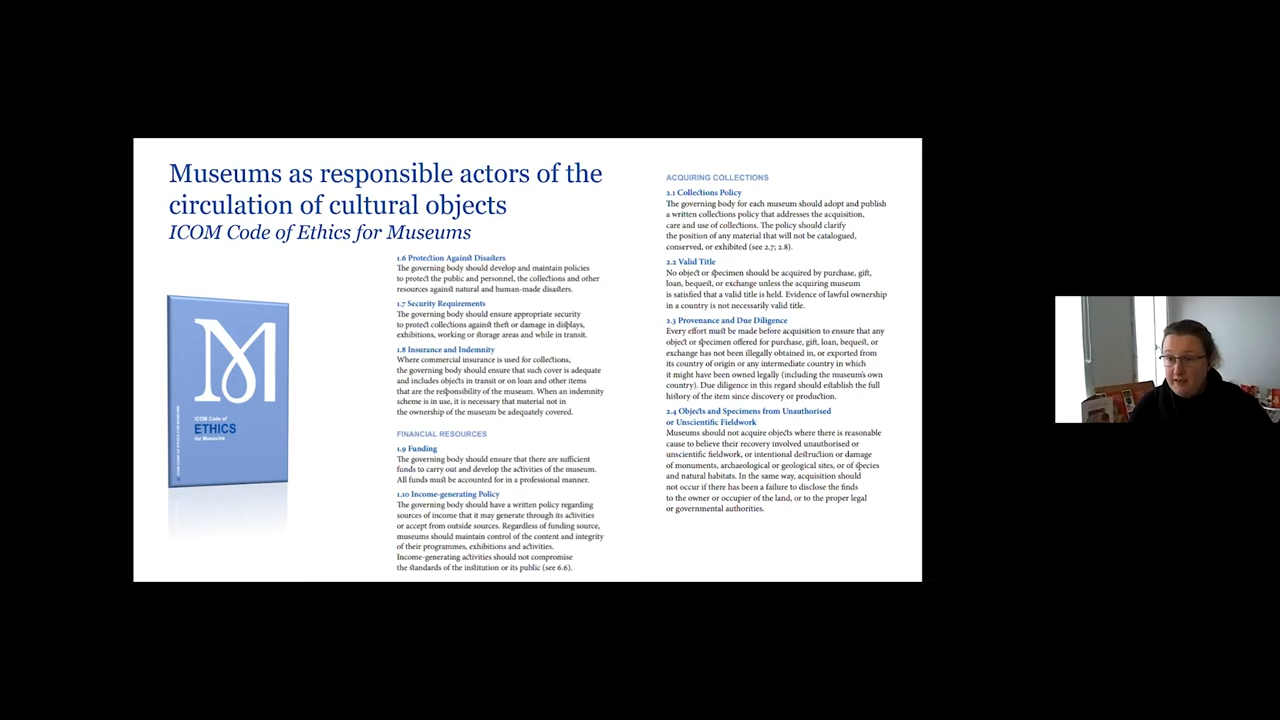 Museums as responsible actors of the
circulation of cultural objects
ICOM Code of Ethics for Museums
ICOM Code of
ETHICS
for Museums
1.6 Protection Against Disasters
The governing body should develop and maintain policies
to protect the public and personnel, the collections and other
resources against natural and human-made disasters.
1.7 Security Requirements
The governing body should ensure appropriate security
to protect collections against theft or damage in displays,
exhibitions, working or storage areas and while in transit.
1.8 Insurance and Indemnity
Where commercial insurance is used for collections,
the governing body should ensure that such cover is adequate
and includes objects in transit or on loan and other items
that are the responsibility of the museum. When an indemnity
scheme is in use, it is necessary that material not in
the ownership of the museum be adequately covered.
FINANCIAL RESOURCES
1.9 Funding
The governing body should ensure that there are sufficient
funds to carry out and develop the activities of the museum.
All funds must be accounted for in a professional manner.
1.10 Income-generating Policy
The governing body should have a written policy regarding
sources of income that it may generate through its activities
or accept from outside sources. Regardless of funding source,
museums should maintain control of the content and integrity
of their programmes, exhibitions and activities.
Income-generating activities should not compromise
the standards of the institution or its public (see 6.6).
ACQUIRING COLLECTIONS
2.1 Collections Policy
The governing body for each museum should adopt and publish
a written collections policy that addresses the acquisition,
care and use of collections. The policy should clarify
the position of any material that will not be catalogued,
conserved, or exhibited (see 2.7; 2.8).
2.2 Valid Title
No object or specimen should be acquired by purchase, gift,
loan, bequest, or exchange unless the acquiring museum
is satisfied that a valid title is held. Evidence of lawful ownership
in a country is not necessarily valid title.
2.3 Provenance and Due Diligence
Every effort must be made before acquisition to ensure that any
object or specimen offered for purchase, gift, loan, bequest, or
exchange has not been illegally obtained in, or exported from
its country of origin or any intermediate country in which
it might have been owned legally (including the museum's own
country). Due diligence in this regard should establish the full
history of the item since discovery or production.
2.4 Objects and Specimens from Unauthorised
or Unscientific Fieldwork
Museums should not acquire objects where there is reasonable
cause to believe their recovery involved unauthorised or
unscientific fieldwork, or intentional destruction or damage
of monuments, archaeological or geological sites, or of species
and natural habitats. In the same way, acquisition should
not occur if there has been a failure to disclose the finds
to the owner or occupier of the land, or to the proper legal
or governmental authorities.